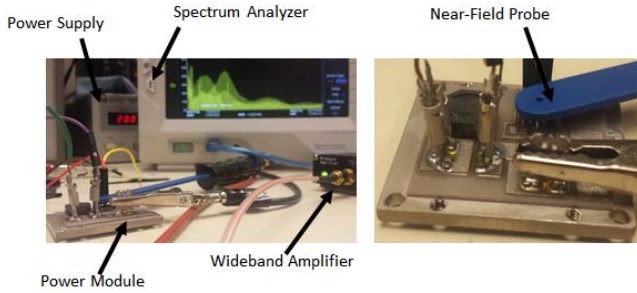 Spectrum Analyzer
Near-Field Probe
Power Supply
Wideband Amplifier
Power Module